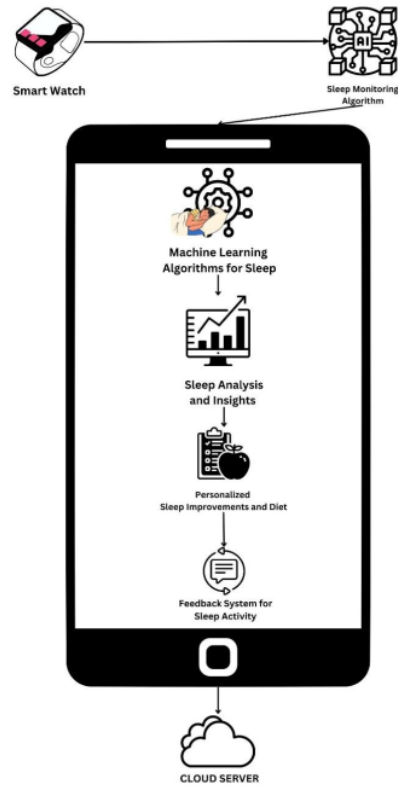 Smart Watch
AI
Sleep Monitoring
Algorithm
Machine Learning
Algorithms for Sleep
Sleep Analysis
and Insights
Personalized
Sleep Improvements and Diet
Feedback System for
Sleep Activity
CLOUD SERVER